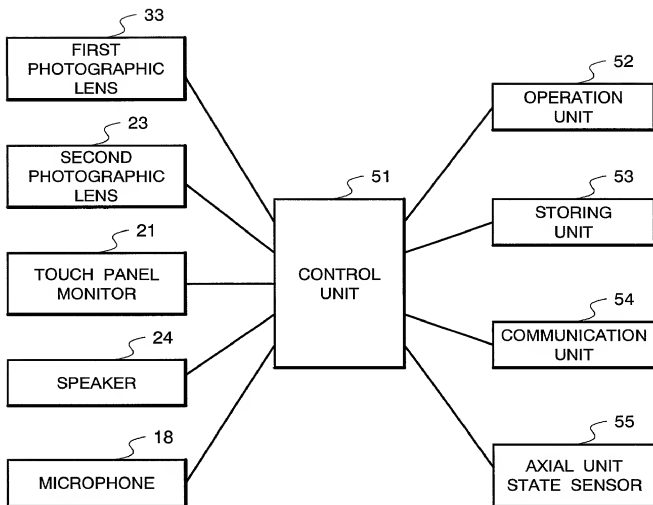 33
FIRST
PHOTOGRAPHIC
LENS
23
SECOND
PHOTOGRAPHIC
LENS
21
TOUCH PANEL
MONITOR
24
SPEAKER
18
MICROPHONE
51
CONTROL
UNIT
52
OPERATION
UNIT
53
STORING
UNIT
54
COMMUNICATION
UNIT
55
AXIAL UNIT
STATE SENSOR